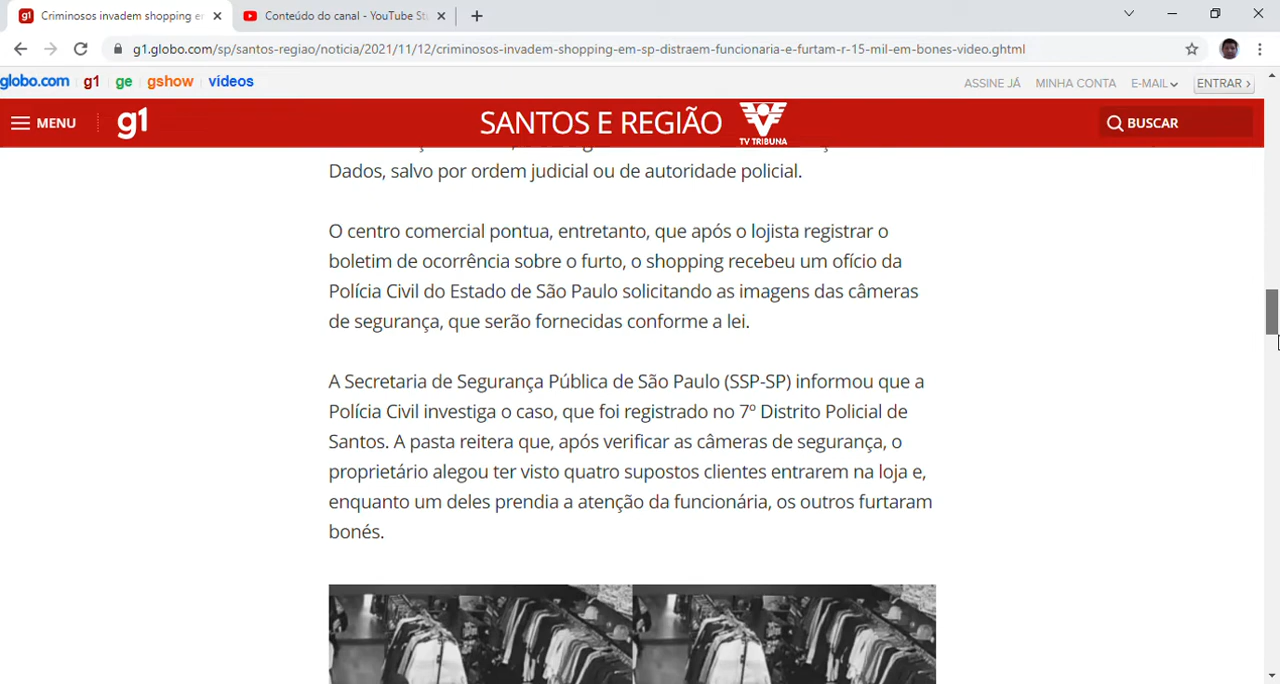 g1 Criminosos invadem shopping e
Conteúdo do canal - YouTube St
g1.globo.com/sp/santos-regiao/noticia/2021/11/12/criminosos-invadem-shopping-em-sp-distraem-funcionaria-e-furtam-r-15-mil-em-bones-video.ghtml
globo.com g1 ge gshow vídeos
ASSINE JÁ MINHA CONTA E-MAIL ENTRAR ›
MENU g1 SANTOS E REGIÃO TV TRIBUNA BUSCAR
Dados, salvo por ordem judicial ou de autoridade policial.
O centro comercial pontua, entretanto, que após o lojista registrar o
boletim de ocorrência sobre o furto, o shopping recebeu um ofício da
Polícia Civil do Estado de São Paulo solicitando as imagens das câmeras
de segurança, que serão fornecidas conforme a lei.
A Secretaria de Segurança Pública de São Paulo (SSP-SP) informou que a
Polícia Civil investiga o caso, que foi registrado no 7º Distrito Policial de
Santos. A pasta reitera que, após verificar as câmeras de segurança, o
proprietário alegou ter visto quatro supostos clientes entrarem na loja e,
enquanto um deles prendia a atenção da funcionária, os outros furtaram
bonés.